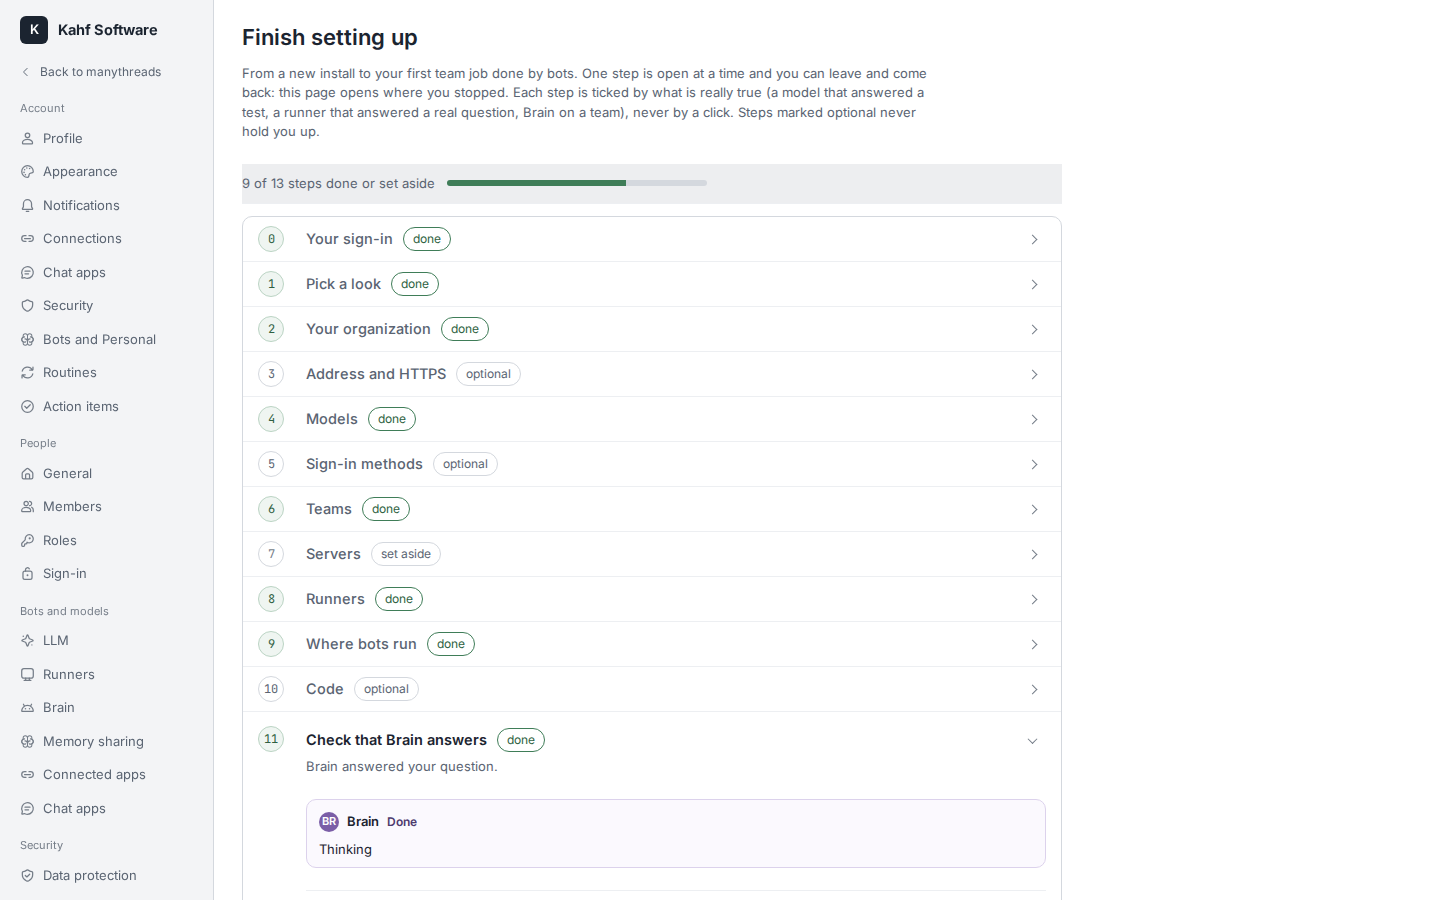 K Kahf Software
Back to manythreads
Account
Profile
Appearance
Notifications
Connections
Chat apps
Security
Bots and Personal
Routines
Action items
People
General
Members
Roles
Sign-in
Bots and models
LLM
Runners
Brain
Memory sharing
Connected apps
Chat apps
Security
Data protection
Finish setting up
From a new install to your first team job done by bots. One step is open at a time and you can leave and come
back: this page opens where you stopped. Each step is ticked by what is really true (a model that answered a
test, a runner that answered a real question, Brain on a team), never by a click. Steps marked optional never
hold you up.
9 of 13 steps done or set aside
0 Your sign-in done
1 Pick a look done
2 Your organization done
3 Address and HTTPS optional
4 Models done
5 Sign-in methods optional
6 Teams done
7 Servers set aside
8 Runners done
9 Where bots run done
10 Code optional
11 Check that Brain answers done
Brain answered your question.
BR Brain Done
Thinking